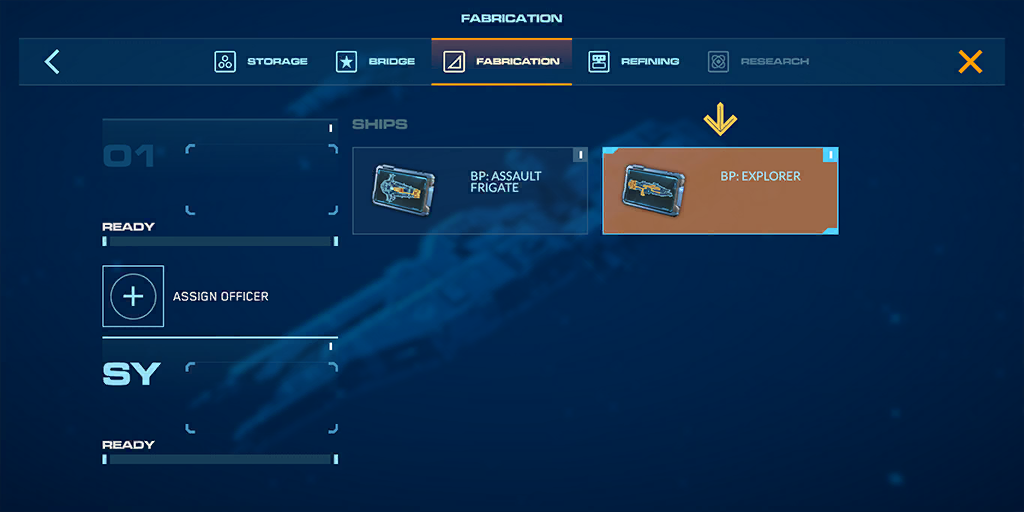 FABRICATION
STORAGE
BRIDGE
FABRICATION
REFINING
RESEARCH
01
I
READY
ASSIGN OFFICER
SY
I
READY
SHIPS
BP: ASSAULT
FRIGATE
I
BP: EXPLORER
I